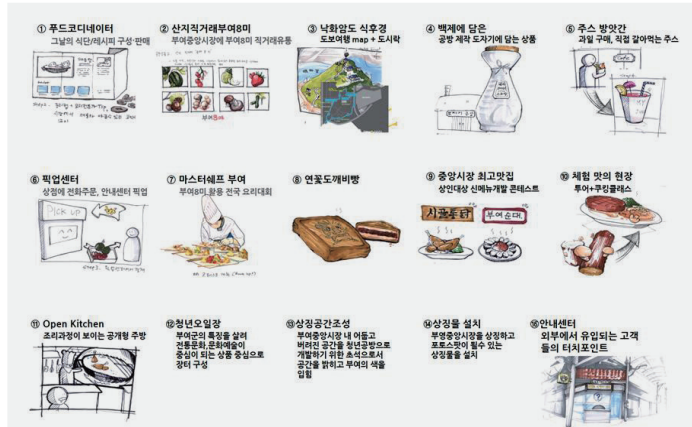 ① 푸드코디네이터
그날의 식단/레시피 구성·판매
② 산지직거래부여8미
부여중앙시장에 부여8미 직거래유통
③ 낙화암도 식후경
도보여행 map + 도시락
④ 백제에 담은
공방 제작 도자기에 담는 상품
⑤ 주스 방앗간
과일 구매, 직접 갈아먹는 주스
부여8미
⑥ 픽업센터
상점에 전화주문, 안내센터 픽업
⑦ 마스터쉐프 부여
부여8미 활용 전국 요리대회
⑧ 연꽃도깨비빵
⑨ 중앙시장 최고맛집
상인대상 신메뉴개발 콘테스트
⑩ 체험 맛의 현장
투어+쿠킹클래스
PICK UP
시골통닭
부여순대
⑪ Open Kitchen
조리과정이 보이는 공개형 주방
⑫청년오일장
부여군의 특징을 살려
전통문화,문화예술이
중심이 되는 상품 중심으로
장터 구성
⑬상징공간조성
부여중앙시장 내 어둡고
버려진 공간을 청년공방으로
개발하기 위한 초석으로서
공간을 밝히고 부여의 색을
입힘
⑭상징물 설치
부영중앙시장을 상징하고
포토스팟이 될수 있는
상징물을 설치
⑮안내센터
외부에서 유입되는 고객
들의 터치포인트